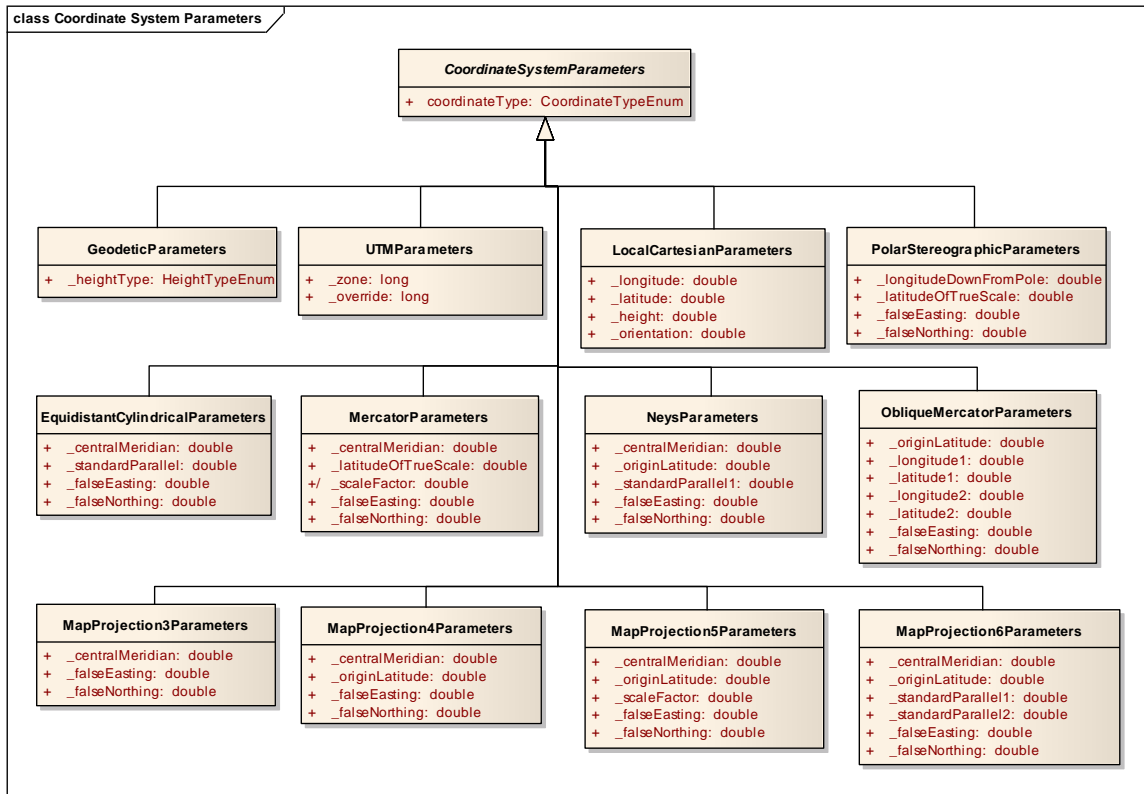 class Coordinate System Parameters
CoordinateSystemParameters
+ coordinateType: CoordinateTypeEnum
GeodeticParameters
+ _heightType: HeightTypeEnum
UTMParameters
+ _zone: long
+ _override: long
LocalCartesianParameters
+ _longitude: double
+ _latitude: double
+ _height: double
+ _orientation: double
PolarStereographicParameters
+ _longitudeDownFromPole: double
+ _latitudeOfTrueScale: double
+ _falseEasting: double
+ _falseNorthing: double
EquidistantCylindricalParameters
+ _centralMeridian: double
+ _standardParallel: double
+ _falseEasting: double
+ _falseNorthing: double
MercatorParameters
+ _centralMeridian: double
+ _latitudeOfTrueScale: double
+/ _scaleFactor: double
+ _falseEasting: double
+ _falseNorthing: double
NeysParameters
+ _centralMeridian: double
+ _originLatitude: double
+ _standardParallel1: double
+ _falseEasting: double
+ _falseNorthing: double
ObliqueMercatorParameters
+ _originLatitude: double
+ _longitude1: double
+ _latitude1: double
+ _longitude2: double
+ _latitude2: double
+ _falseEasting: double
+ _falseNorthing: double
MapProjection3Parameters
+ _centralMeridian: double
+ _falseEasting: double
+ _falseNorthing: double
MapProjection4Parameters
+ _centralMeridian: double
+ _originLatitude: double
+ _falseEasting: double
+ _falseNorthing: double
MapProjection5Parameters
+ _centralMeridian: double
+ _originLatitude: double
+ _scaleFactor: double
+ _falseEasting: double
+ _falseNorthing: double
MapProjection6Parameters
+ _centralMeridian: double
+ _originLatitude: double
+ _standardParallel1: double
+ _standardParallel2: double
+ _falseEasting: double
+ _falseNorthing: double